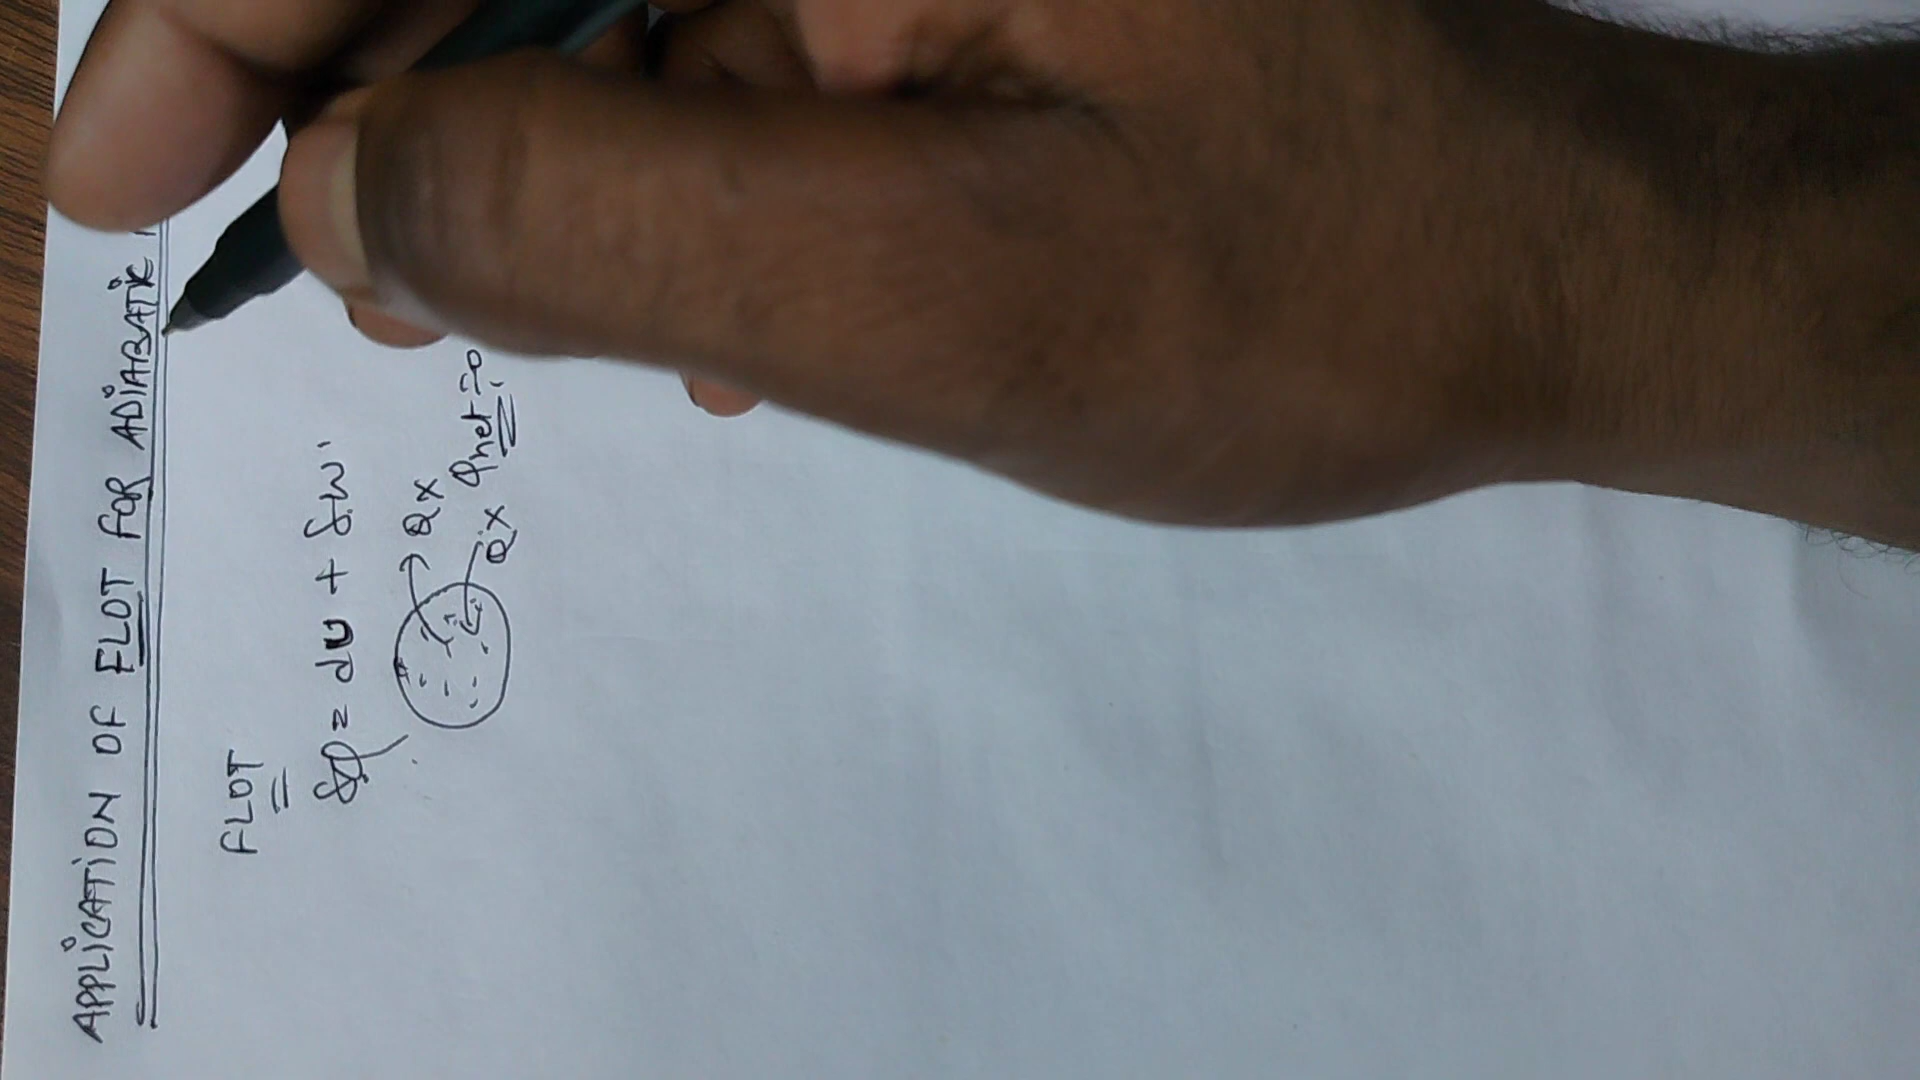 APPLICATION OF FLOT FOR ADIABATIC
FLOT
δQ = dU + δW
Q X
Q X Qnet = 0